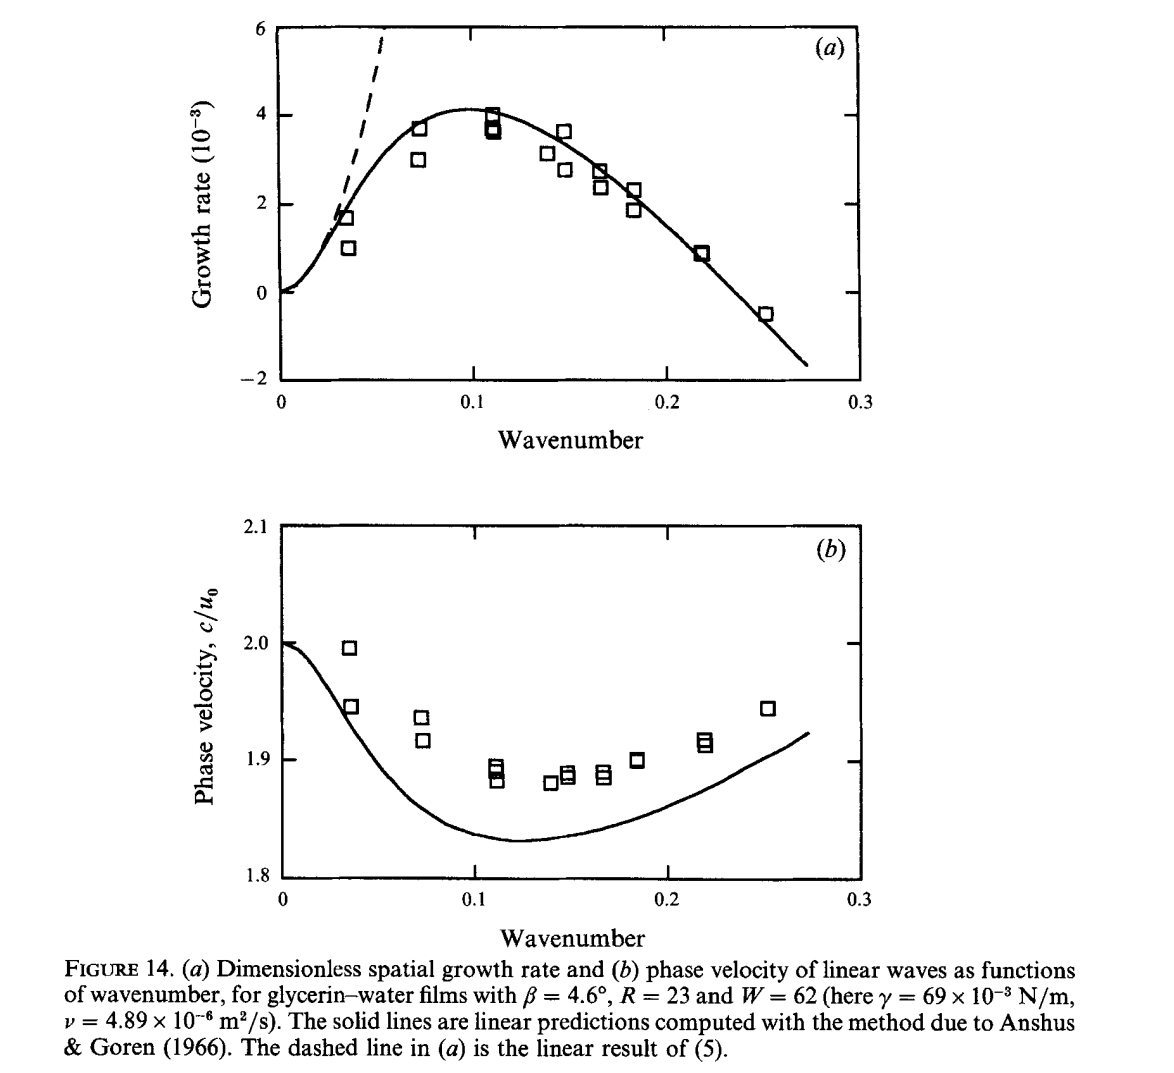 6
(a)
4
2
0
−2
Growth rate (10⁻³)
0 0.1 0.2 0.3
Wavenumber
2.1
(b)
2.0
1.9
1.8
Phase velocity, c/u₀
0 0.1 0.2 0.3
Wavenumber
FIGURE 14. (a) Dimensionless spatial growth rate and (b) phase velocity of linear waves as functions
of wavenumber, for glycerin–water films with β = 4.6°, R = 23 and W = 62 (here γ = 69 × 10⁻³ N/m,
ν = 4.89 × 10⁻⁶ m²/s). The solid lines are linear predictions computed with the method due to Anshus
& Goren (1966). The dashed line in (a) is the linear result of (5).